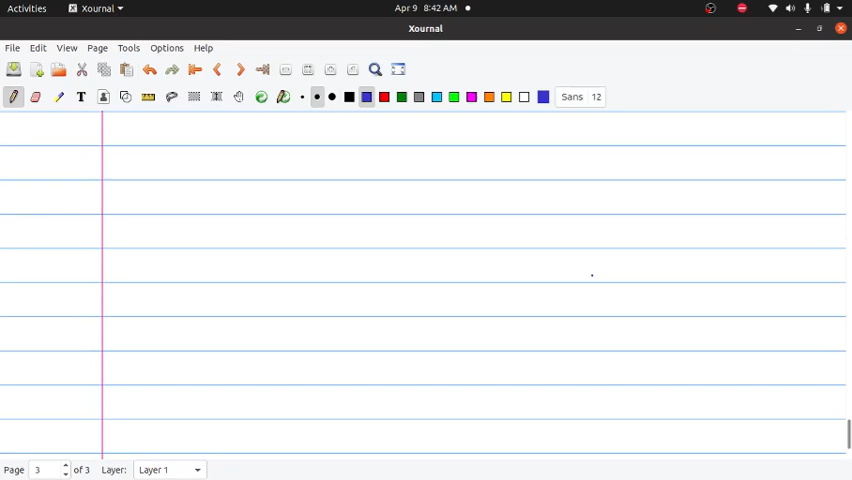 Activities Xournal Apr 9 8:42 AM
Xournal
File Edit View Page Tools Options Help
T Sans 12
Page 3 of 3 Layer: Layer 1